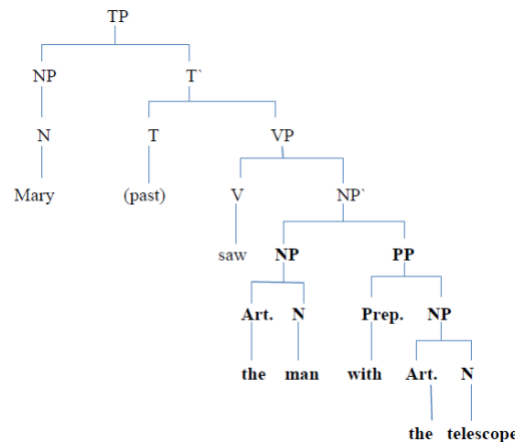 TP
NP T`
N T VP
Mary (past) V NP`
saw NP PP
Art. N Prep. NP
the man with Art. N
the telescope